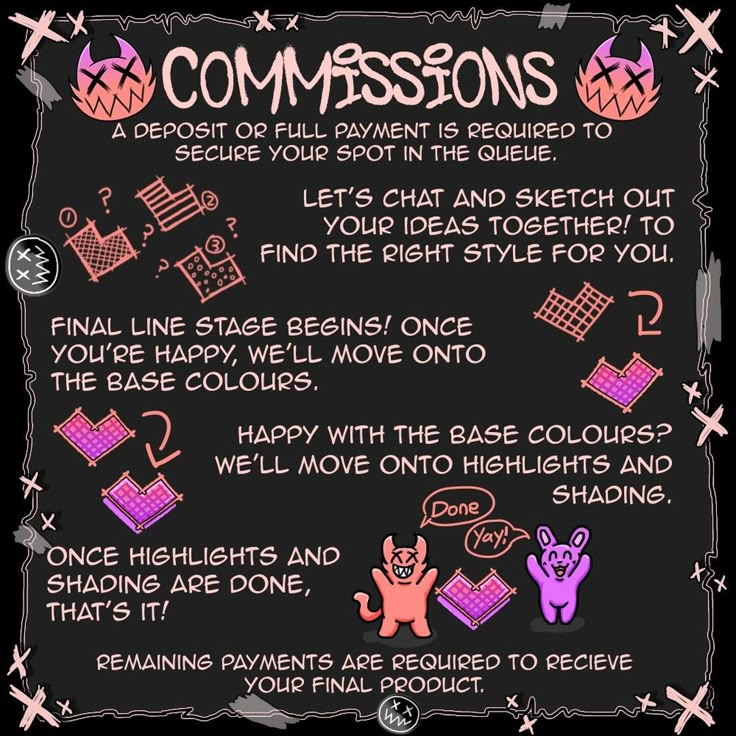 COMMISSIONS
A DEPOSIT OR FULL PAYMENT IS REQUIRED TO
SECURE YOUR SPOT IN THE QUEUE.
1 ? 2
? ? 3 ?
LET'S CHAT AND SKETCH OUT
YOUR IDEAS TOGETHER! TO
FIND THE RIGHT STYLE FOR YOU.
FINAL LINE STAGE BEGINS! ONCE
YOU'RE HAPPY, WE'LL MOVE ONTO
THE BASE COLOURS.
HAPPY WITH THE BASE COLOURS?
WE'LL MOVE ONTO HIGHLIGHTS AND
SHADING.
Done
Yay!
ONCE HIGHLIGHTS AND
SHADING ARE DONE,
THAT'S IT!
REMAINING PAYMENTS ARE REQUIRED TO RECIEVE
YOUR FINAL PRODUCT.